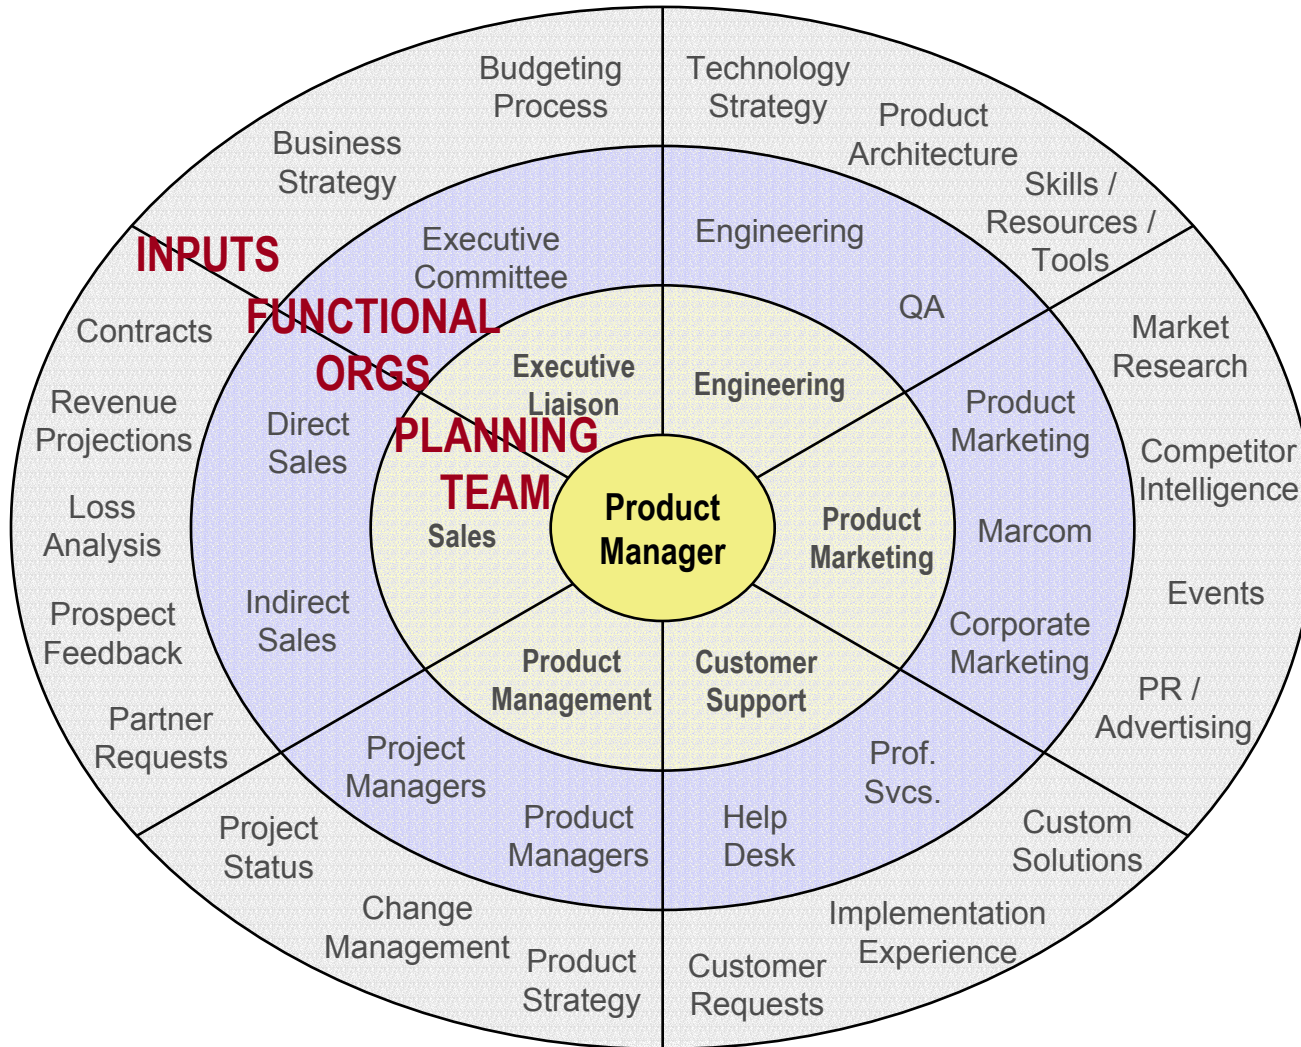 Budgeting
Process
Technology
Strategy
Business
Strategy
Product
Architecture
Skills /
Resources /
Tools
INPUTS
Executive
Committee
Engineering
QA
FUNCTIONAL
ORGS
Contracts
Revenue
Projections
Loss
Analysis
Prospect
Feedback
Partner
Requests
Direct
Sales
Indirect
Sales
Executive
Liaison
Engineering
PLANNING
TEAM
Sales
Product
Manager
Product
Marketing
Product
Management
Customer
Support
Product
Marketing
Marcom
Corporate
Marketing
Market
Research
Competitor
Intelligence
Events
PR /
Advertising
Project
Managers
Product
Managers
Help
Desk
Prof.
Svcs.
Project
Status
Change
Management
Product
Strategy
Customer
Requests
Implementation
Experience
Custom
Solutions